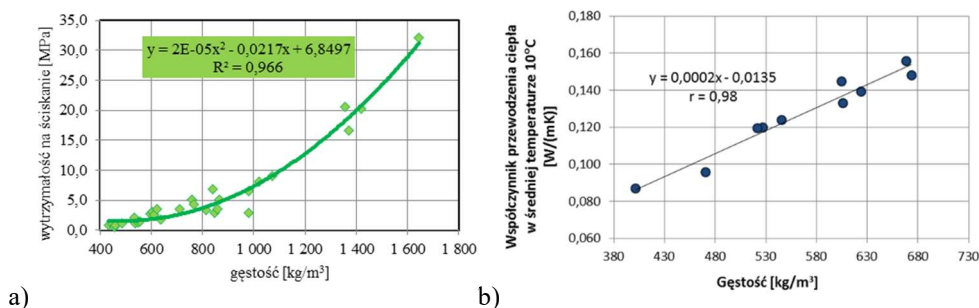 wytrzymałość na ściskanie [MPa]
35,0
30,0
25,0
20,0
15,0
10,0
5,0
0,0
y = 2E-05x² - 0,0217x + 6,8497
R² = 0,966
400 600 800 1 000 1 200 1 400 1 600 1 800
gęstość [kg/m³]
a)
Współczynnik przewodzenia ciepła
w średniej temperaturze 10°C
[W/(mK)]
0,180
0,160
0,140
0,120
0,100
0,080
0,060
y = 0,0002x - 0,0135
r = 0,98
380 430 480 530 580 630 680 730
Gęstość [kg/m³]
b)